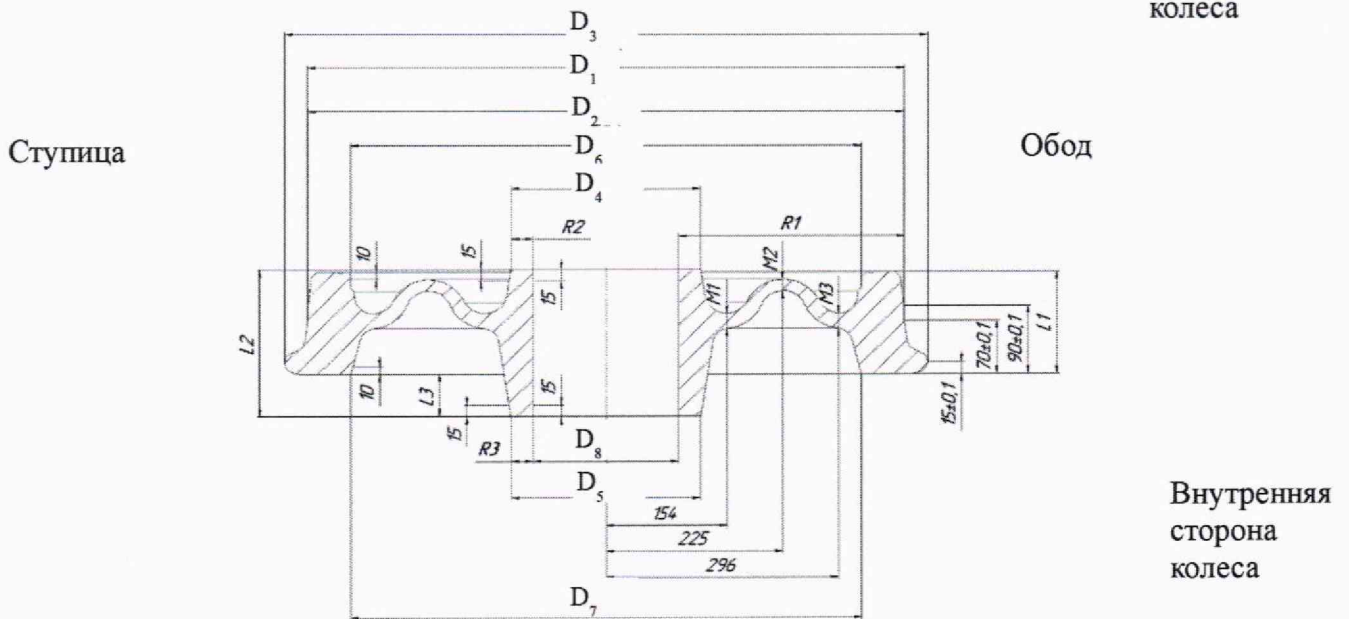 колеса
D₃
D₁
D₂
Ступица
Обод
D₆
D₄
R2
R1
10
15
M2
15
M1
M3
L2
L1
70±0,1
90±0,1
10
L3
15
15
15±0,1
R3
D₈
D₅
154
225
296
Внутренняя
сторона
колеса
D₇